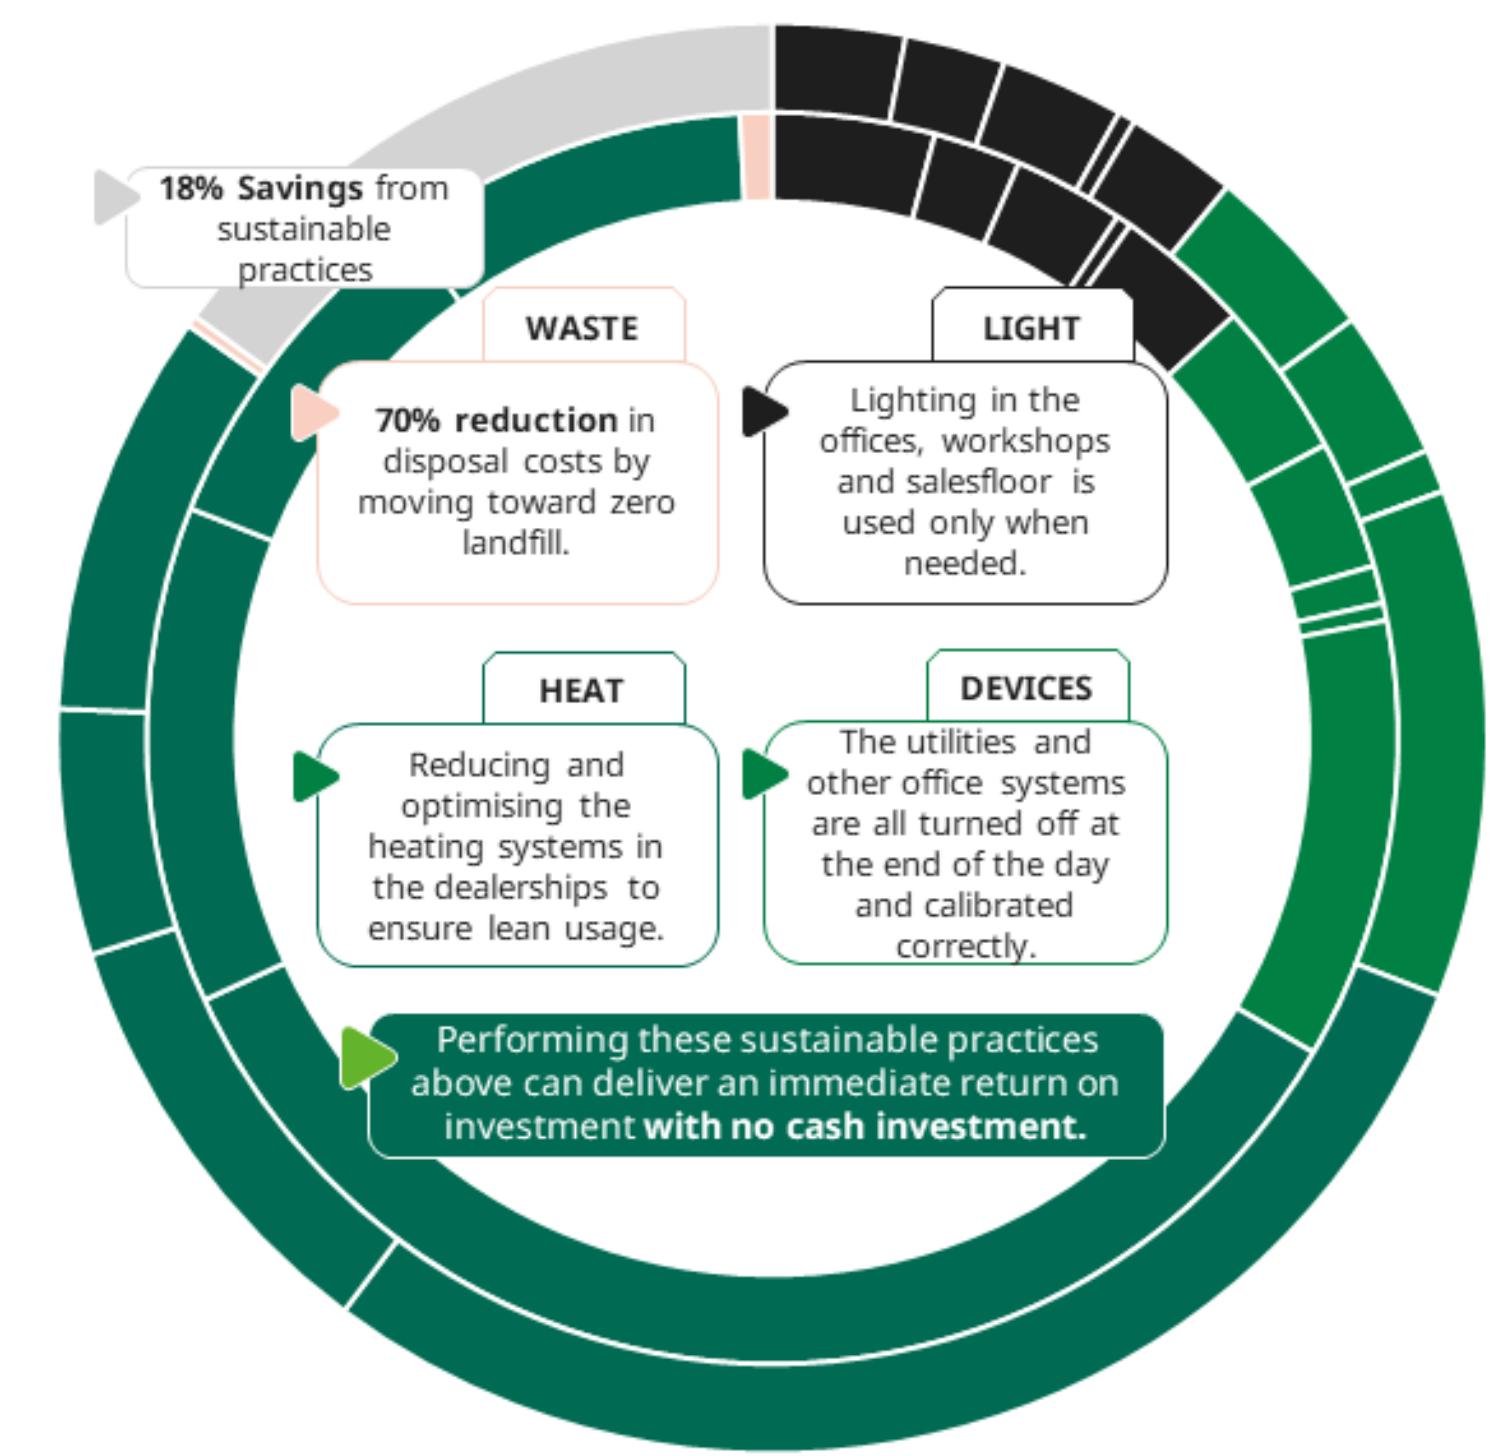 18% Savings from
sustainable
practices
WASTE
70% reduction in
disposal costs by
moving toward zero
landfill.
LIGHT
Lighting in the
offices, workshops
and salesfloor is
used only when
needed.
HEAT
Reducing and
optimising the
heating systems in
the dealerships to
ensure lean usage.
DEVICES
The utilities and
other office systems
are all turned off at
the end of the day
and calibrated
correctly.
Performing these sustainable practices
above can deliver an immediate return on
investment with no cash investment.